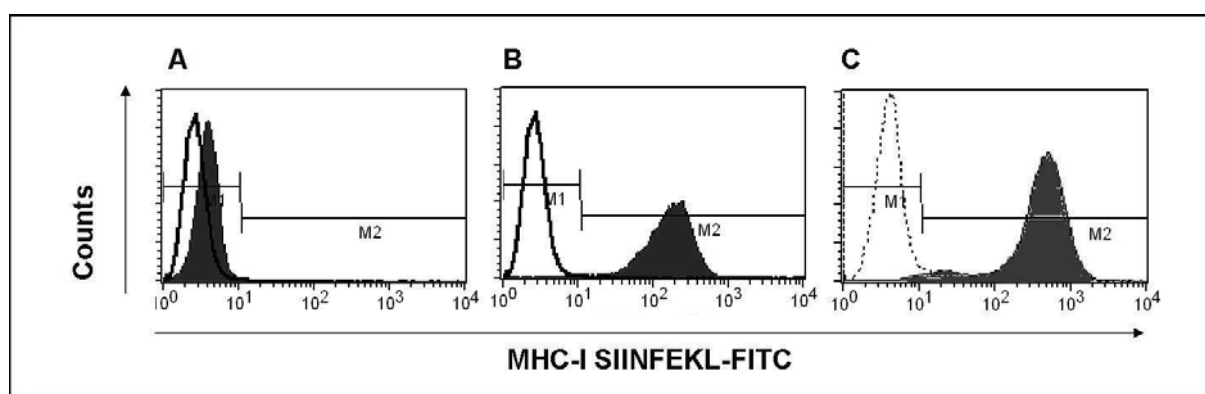 A B C
M1 M2 M1 M2 M1 M2
10^0 10^1 10^2 10^3 10^4 10^0 10^1 10^2 10^3 10^4 10^0 10^1 10^2 10^3 10^4
Counts
MHC-I SIINFEKL-FITC